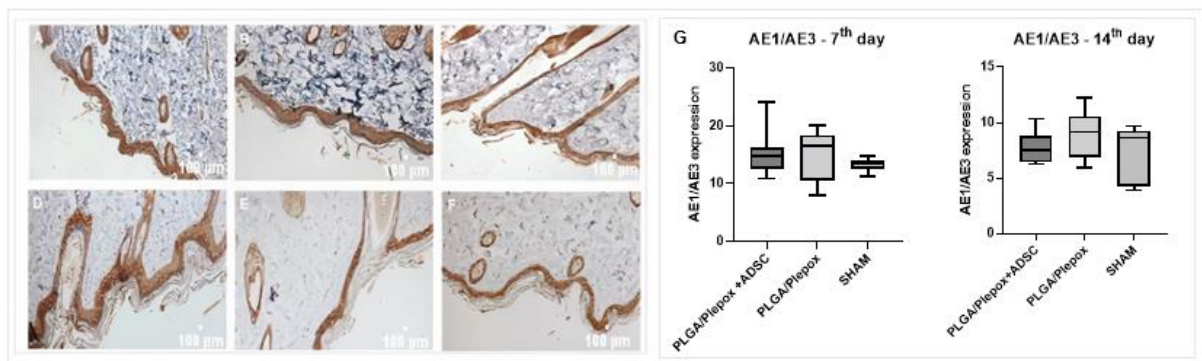 A
B
100 µm
100 µm
100 µm
D
E
F
100 µm
100 µm
100 µm
G
AE1/AE3 - 7th day
AE1/AE3 expression
30
20
10
0
PLGA/Plepox +ADSC
PLGA/Plepox
SHAM
AE1/AE3 - 14th day
AE1/AE3 expression
15
10
5
0
PLGA/Plepox+ADSC
PLGA/Plepox
SHAM